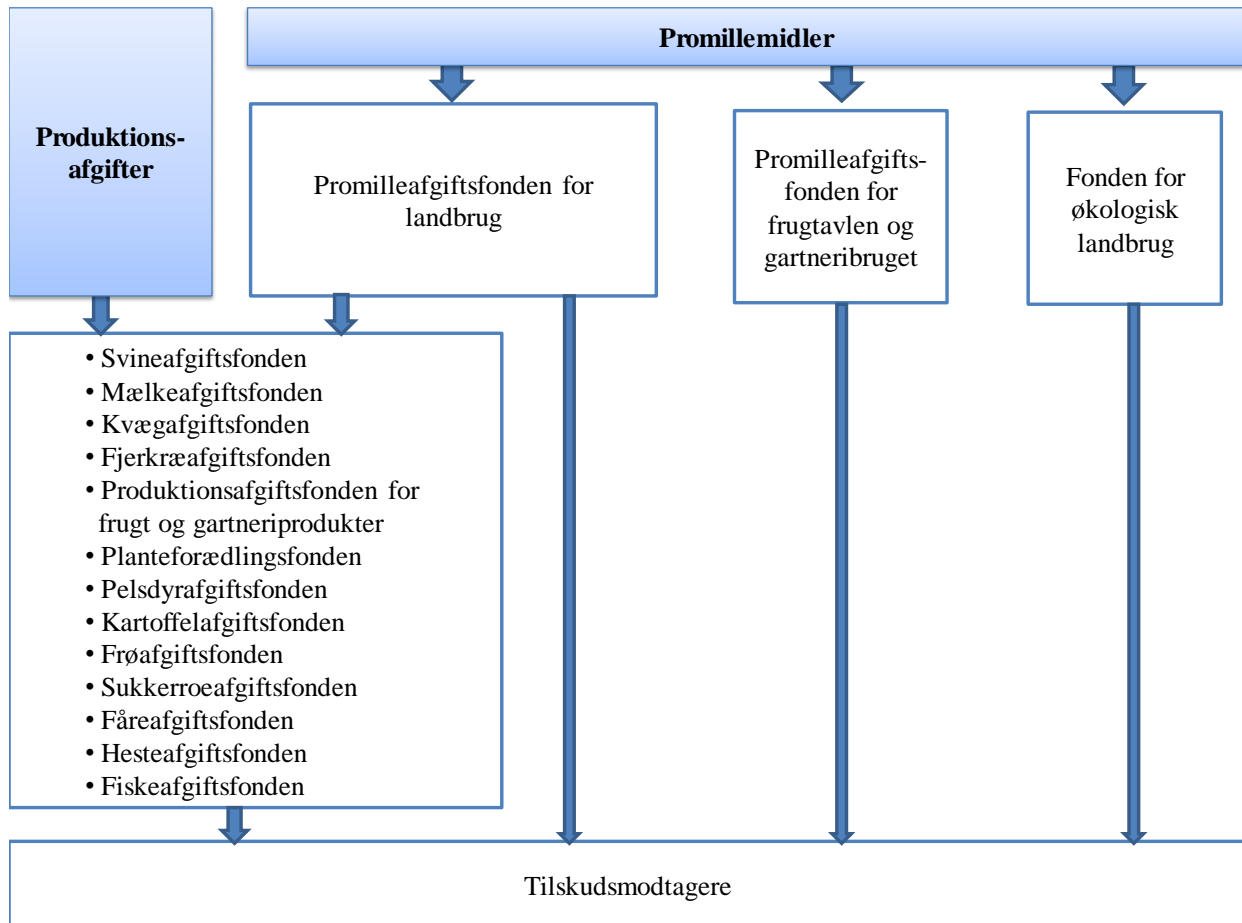 Promillemidler
Produktions-
afgifter
Promilleafgiftsfonden for
landbrug
Promilleafgifts-
fonden for
frugtavlen og
gartneribruget
Fonden for
økologisk
landbrug
• Svineafgiftsfonden
• Mælkeafgiftsfonden
• Kvægafgiftsfonden
• Fjerkræafgiftsfonden
• Produktionsafgiftsfonden for
frugt og gartneriprodukter
• Planteforædlingsfonden
• Pelsdyrafgiftsfonden
• Kartoffelafgiftsfonden
• Frøafgiftsfonden
• Sukkerroeafgiftsfonden
• Fåreafgiftsfonden
• Hesteafgiftsfonden
• Fiskeafgiftsfonden
Tilskudsmodtagere